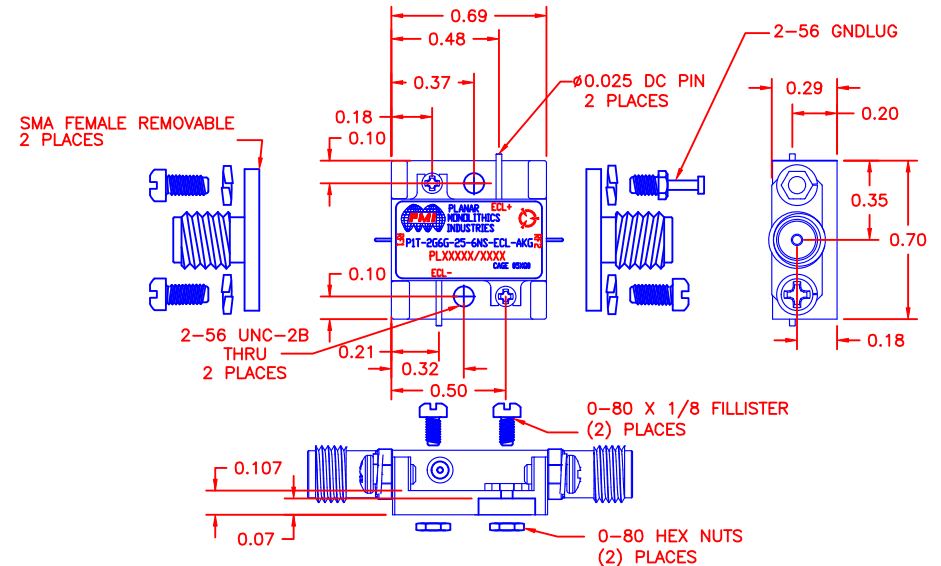 0.69
0.48
0.37
0.18
0.10
2-56 GNDLUG
ø0.025 DC PIN
2 PLACES
0.29
0.20
SMA FEMALE REMOVABLE
2 PLACES
0.35
0.70
PMI
PLANAR
MONOLITHICS
INDUSTRIES
ECL+
RF1
RF2
P1T-2G6G-25-6NS-ECL-AKG
PLXXXXX/XXXX
CAGE 05XG0
ECL-
0.10
2-56 UNC-2B
THRU
2 PLACES
0.21
0.32
0.50
0.18
0-80 X 1/8 FILLISTER
(2) PLACES
0.107
0.07
0-80 HEX NUTS
(2) PLACES